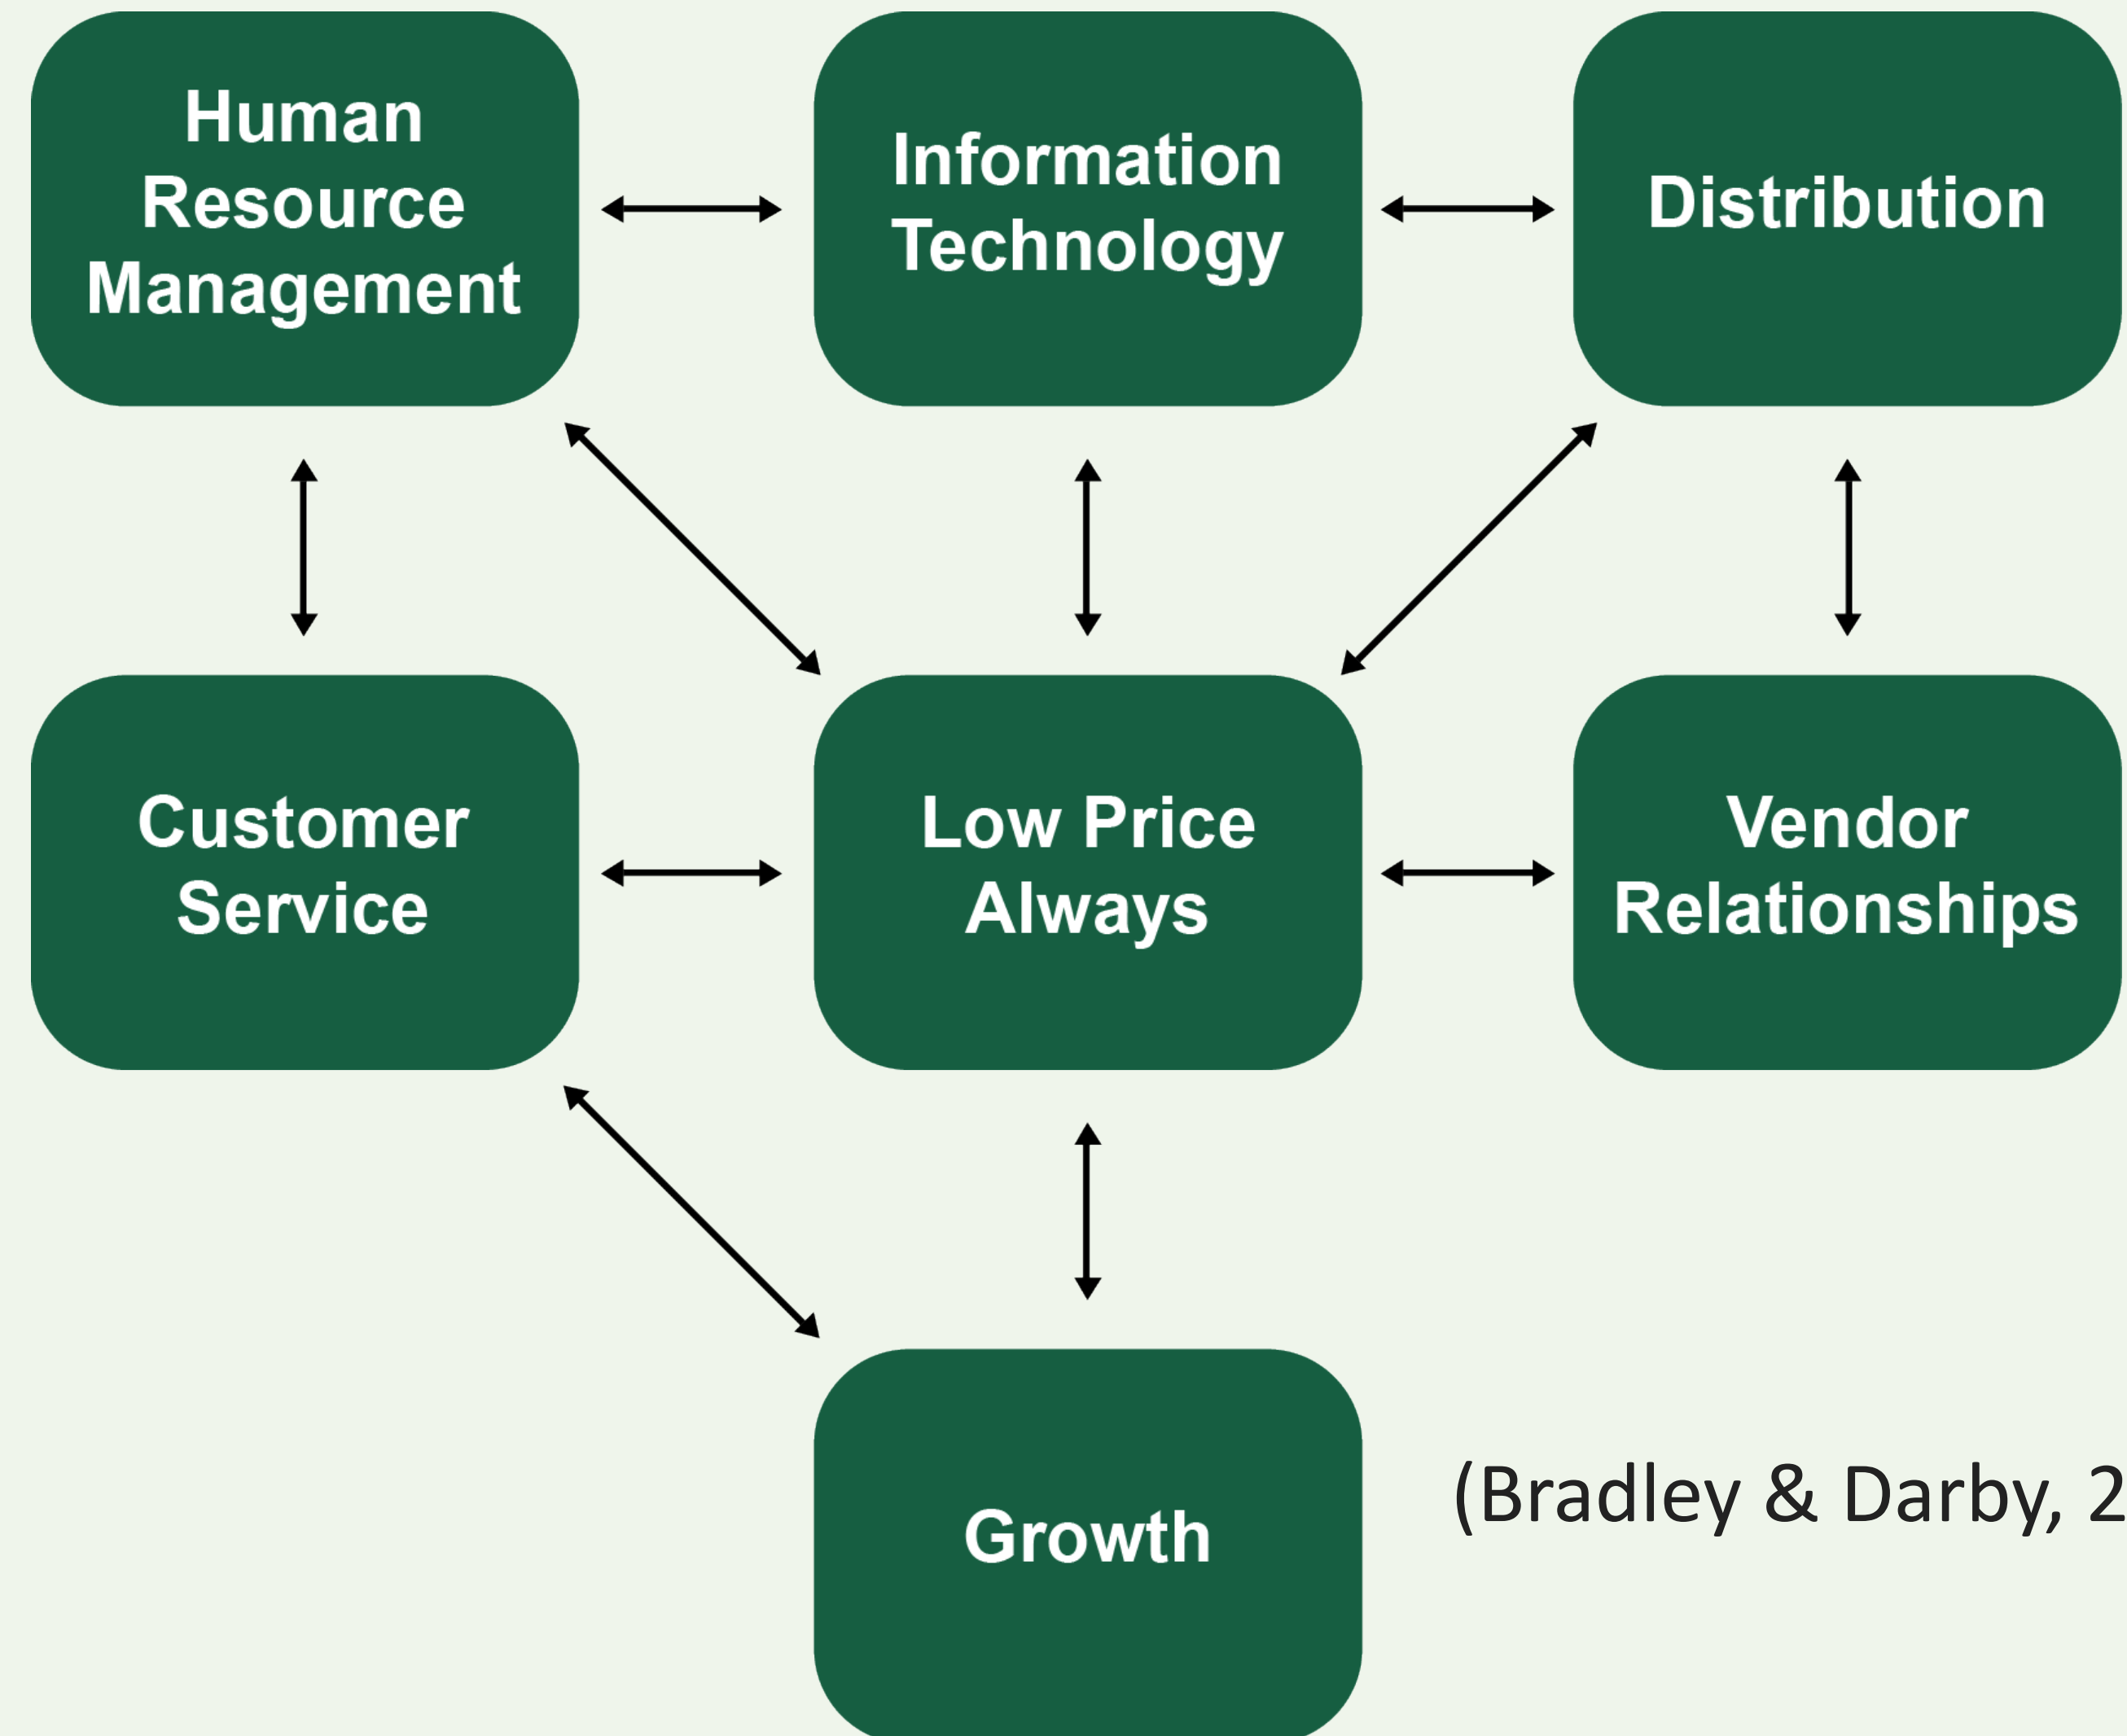 Human
Resource
Management
Information
Technology
Distribution
Customer
Service
Low Price
Always
Vendor
Relationships
Growth
(Bradley & Darby, 2